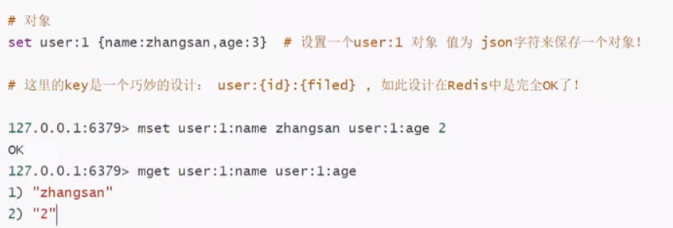 # 对象
set user:1 {name:zhangsan,age:3}  # 设置一个user:1 对象 值为 json字符来保存一个对象！
# 这里的key是一个巧妙的设计： user:{id}:{filed} , 如此设计在Redis中是完全OK了！
127.0.0.1:6379> mset user:1:name zhangsan user:1:age 2
OK
127.0.0.1:6379> mget user:1:name user:1:age
1) "zhangsan"
2) "2"